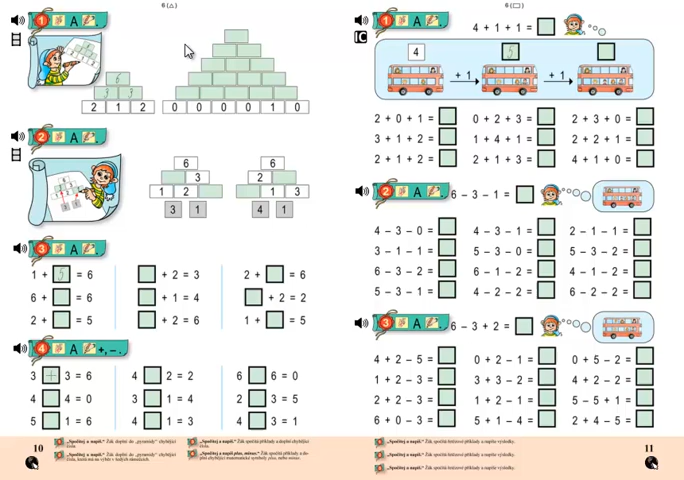 6 (△)
1 A
6
3 3
2 1 2
0 0 0 0 1 0
2 A
6
3
1 2
3 1
6
2
1 3
4 1
3 A
1 + 5 = 6
+ 2 = 3
2 + = 6
6 + = 6
+ 1 = 4
+ 2 = 2
2 + = 5
+ 2 = 6
1 + = 5
4 A +, − .
3 + 3 = 6
4 2 = 2
6 6 = 0
4 4 = 0
3 1 = 4
2 3 = 5
5 1 = 6
4 1 = 3
4 3 = 1
10
6 (□)
1 A
4 + 1 + 1 =
4 5
+ 1 + 1
2 + 0 + 1 =
0 + 2 + 3 =
2 + 3 + 0 =
3 + 1 + 2 =
1 + 4 + 1 =
2 + 2 + 1 =
2 + 1 + 2 =
2 + 1 + 3 =
4 + 1 + 0 =
2 A
6 − 3 − 1 =
4 − 3 − 0 =
4 − 3 − 1 =
2 − 1 − 1 =
3 − 1 − 1 =
5 − 3 − 0 =
5 − 3 − 2 =
6 − 3 − 2 =
6 − 4 − 1 =
4 − 1 − 2 =
5 − 3 − 1 =
4 − 2 − 2 =
6 − 2 − 2 =
3 A
6 − 3 + 2 =
4 + 2 − 5 =
0 + 2 − 1 =
0 + 5 − 2 =
1 + 2 − 3 =
3 + 3 − 2 =
4 + 2 − 2 =
2 + 2 − 3 =
1 + 2 − 3 =
5 − 5 + 1 =
6 + 0 − 3 =
5 + 1 − 4 =
2 + 4 − 5 =
11